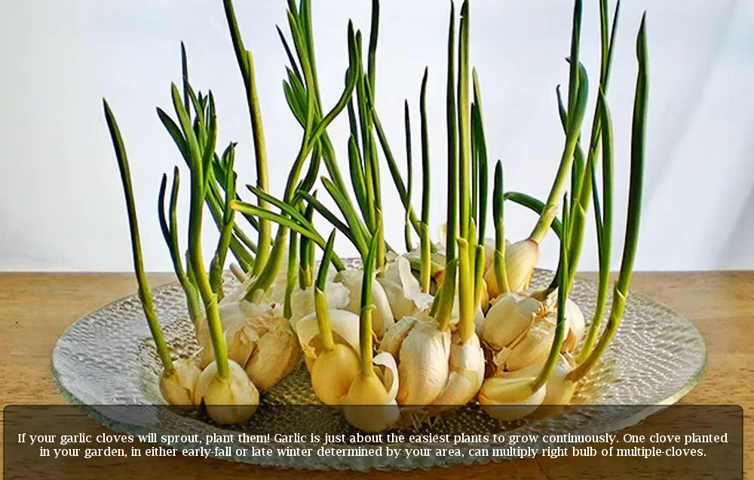 If your garlic cloves will sprout, plant them! Garlic is just about the easiest plants to grow continuously. One clove planted
in your garden, in either early-fall or late winter determined by your area, can multiply right bulb of multiple-cloves.